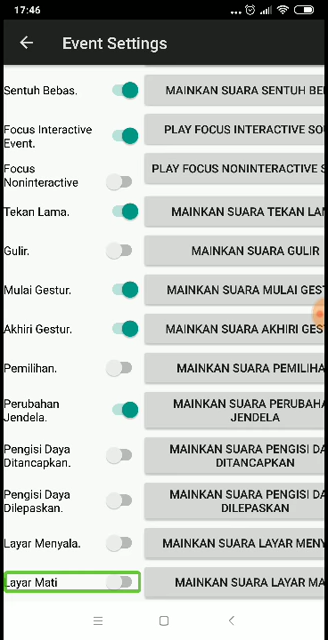 17:46
Event Settings
Sentuh Bebas.
MAINKAN SUARA SENTUH BE
Focus Interactive
Event.
PLAY FOCUS INTERACTIVE SO
Focus
Noninteractive
PLAY FOCUS NONINTERACTIVE S
Tekan Lama.
MAINKAN SUARA TEKAN LA
Gulir.
MAINKAN SUARA GULIR
Mulai Gestur.
MAINKAN SUARA MULAI GES
Akhiri Gestur.
MAINKAN SUARA AKHIRI GES
Pemilihan.
MAINKAN SUARA PEMILIHA
Perubahan
Jendela.
MAINKAN SUARA PERUBAHA
JENDELA
Pengisi Daya
Ditancapkan.
MAINKAN SUARA PENGISI DA
DITANCAPKAN
Pengisi Daya
Dilepaskan.
MAINKAN SUARA PENGISI DA
DILEPASKAN
Layar Menyala.
MAINKAN SUARA LAYAR MENY
Layar Mati
MAINKAN SUARA LAYAR MA